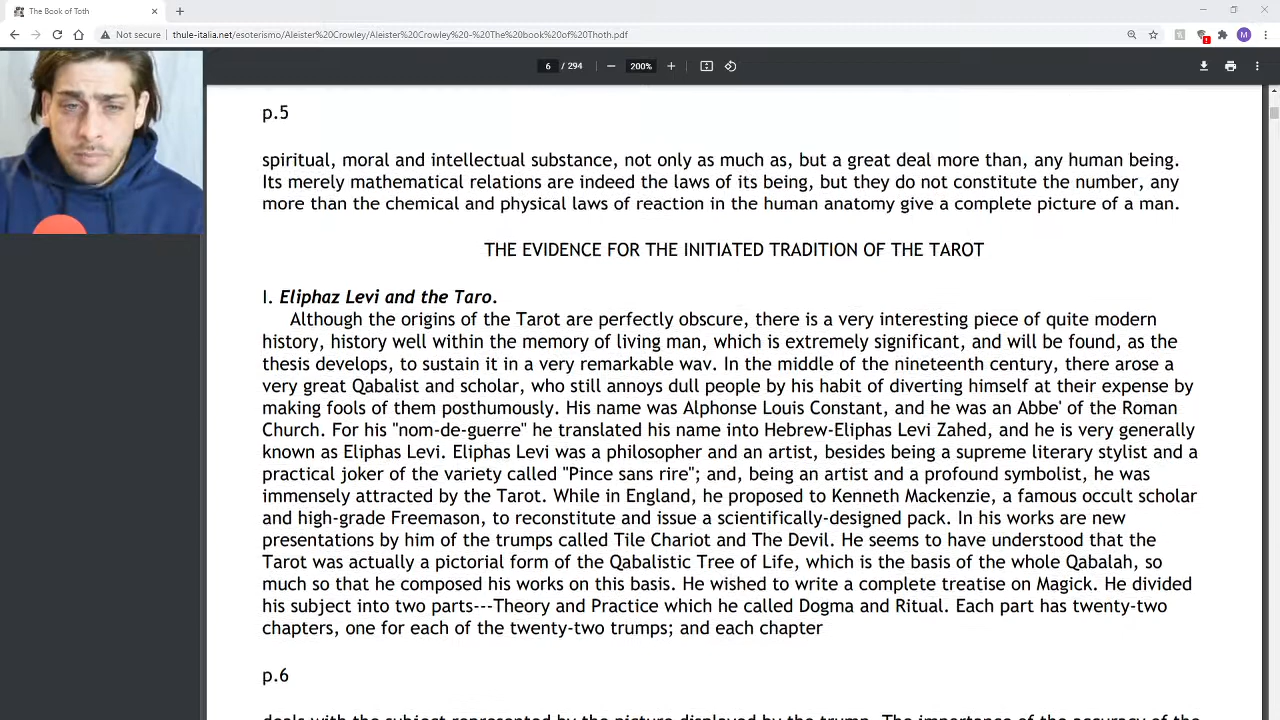 The Book of Toth
Not secure
thule-italia.net/esoterismo/Aleister%20Crowley/Aleister%20Crowley%20-%20The%20book%20of%20Thoth.pdf
M
6 / 294
200%
p.5
spiritual, moral and intellectual substance, not only as much as, but a great deal more than, any human being.
Its merely mathematical relations are indeed the laws of its being, but they do not constitute the number, any
more than the chemical and physical laws of reaction in the human anatomy give a complete picture of a man.
THE EVIDENCE FOR THE INITIATED TRADITION OF THE TAROT
I. Eliphaz Levi and the Taro.
Although the origins of the Tarot are perfectly obscure, there is a very interesting piece of quite modern
history, history well within the memory of living man, which is extremely significant, and will be found, as the
thesis develops, to sustain it in a very remarkable wav. In the middle of the nineteenth century, there arose a
very great Qabalist and scholar, who still annoys dull people by his habit of diverting himself at their expense by
making fools of them posthumously. His name was Alphonse Louis Constant, and he was an Abbe' of the Roman
Church. For his "nom-de-guerre" he translated his name into Hebrew-Eliphas Levi Zahed, and he is very generally
known as Eliphas Levi. Eliphas Levi was a philosopher and an artist, besides being a supreme literary stylist and a
practical joker of the variety called "Pince sans rire"; and, being an artist and a profound symbolist, he was
immensely attracted by the Tarot. While in England, he proposed to Kenneth Mackenzie, a famous occult scholar
and high-grade Freemason, to reconstitute and issue a scientifically-designed pack. In his works are new
presentations by him of the trumps called Tile Chariot and The Devil. He seems to have understood that the
Tarot was actually a pictorial form of the Qabalistic Tree of Life, which is the basis of the whole Qabalah, so
much so that he composed his works on this basis. He wished to write a complete treatise on Magick. He divided
his subject into two parts---Theory and Practice which he called Dogma and Ritual. Each part has twenty-two
chapters, one for each of the twenty-two trumps; and each chapter
p.6
deals with the subject represented by the picture displayed by the trump. The importance of the accuracy of the